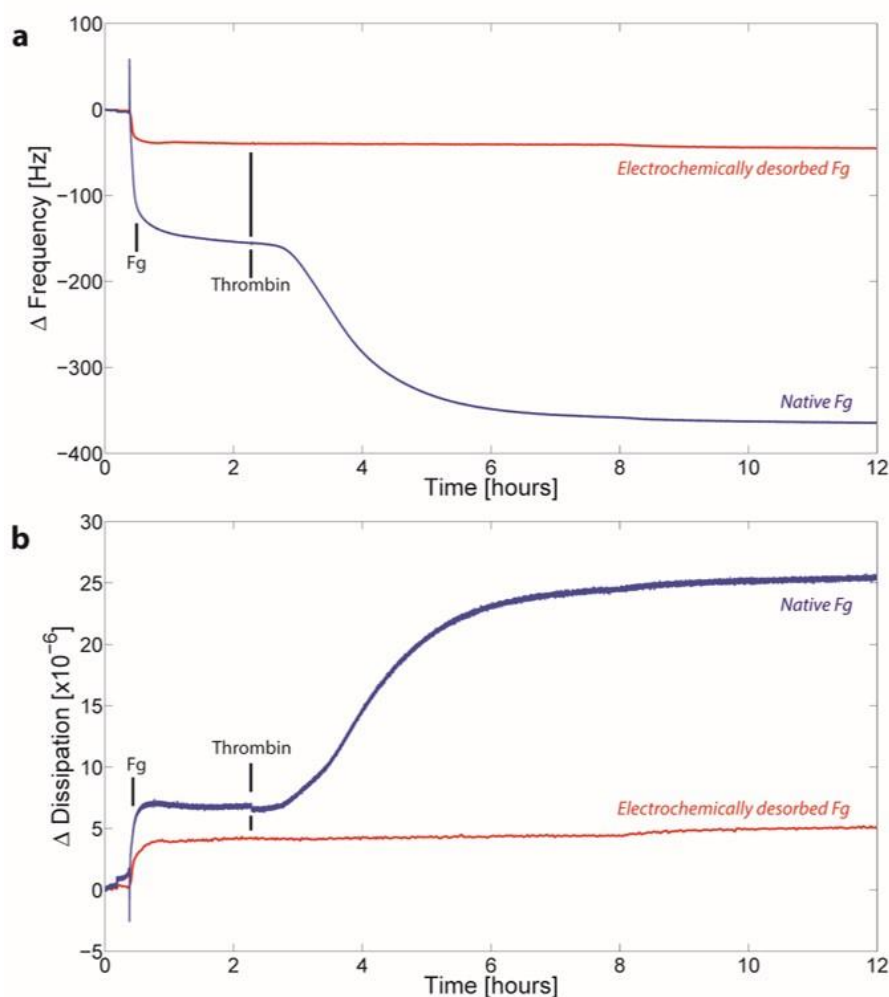 a
100
0
−100
−200
−300
−400
Δ Frequency [Hz]
Electrochemically desorbed Fg
Fg
Thrombin
Native Fg
0
2
4
6
8
10
12
Time [hours]
b
30
25
20
15
10
5
0
−5
Δ Dissipation [x10⁻⁶]
Native Fg
Thrombin
Fg
Electrochemically desorbed Fg
0
2
4
6
8
10
12
Time [hours]